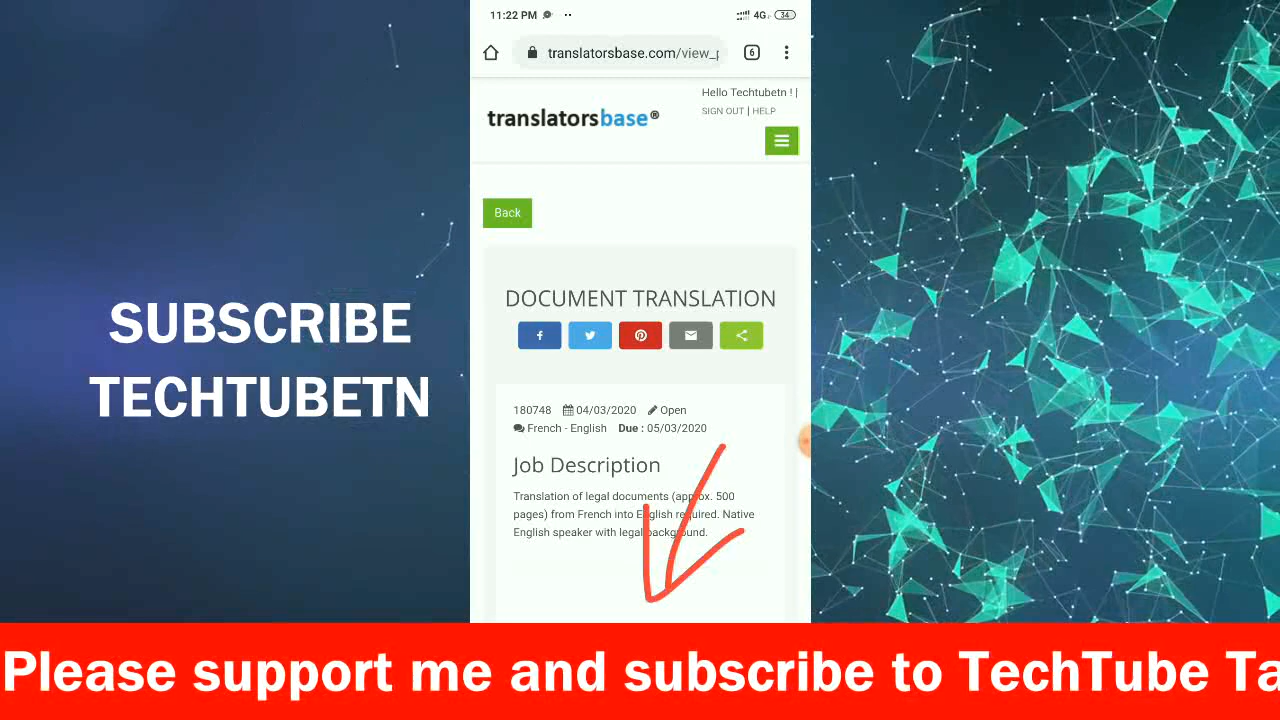 11:22 PM
4G
34
translatorsbase.com/view_p
6
Hello Techtubetn ! |
SIGN OUT | HELP
translatorsbase®
Back
DOCUMENT TRANSLATION
180748 04/03/2020 Open
French - English Due : 05/03/2020
Job Description
Translation of legal documents (approx. 500
pages) from French into English required. Native
English speaker with legal background.
SUBSCRIBE
TECHTUBETN
Please support me and subscribe to TechTube Ta